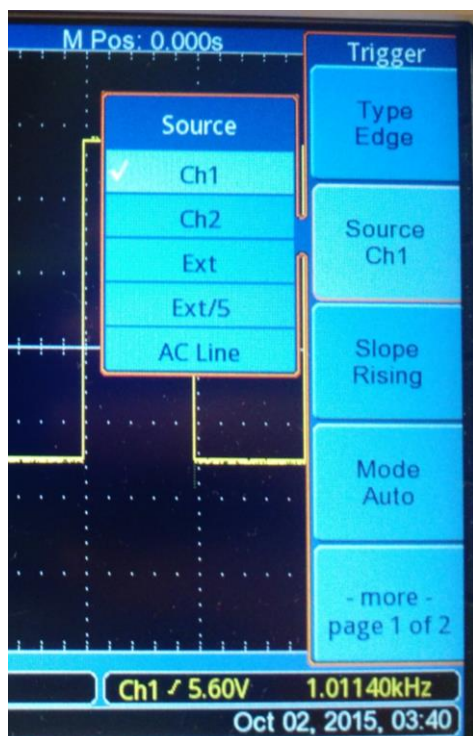 M Pos: 0.000s
Trigger
Type
Edge
Source
Ch1
Slope
Rising
Mode
Auto
- more -
page 1 of 2
Source
Ch1
Ch2
Ext
Ext/5
AC Line
Ch1 5.60V 1.01140kHz
Oct 02, 2015, 03:40